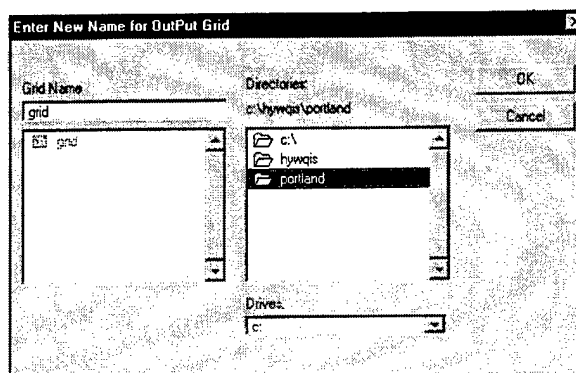 Enter New Name for OutPut Grid
Grid Name
grid
grid
Directories:
c:\hywqis\portland
c:\
hywqis
portland
Drives:
c:
OK
Cancel